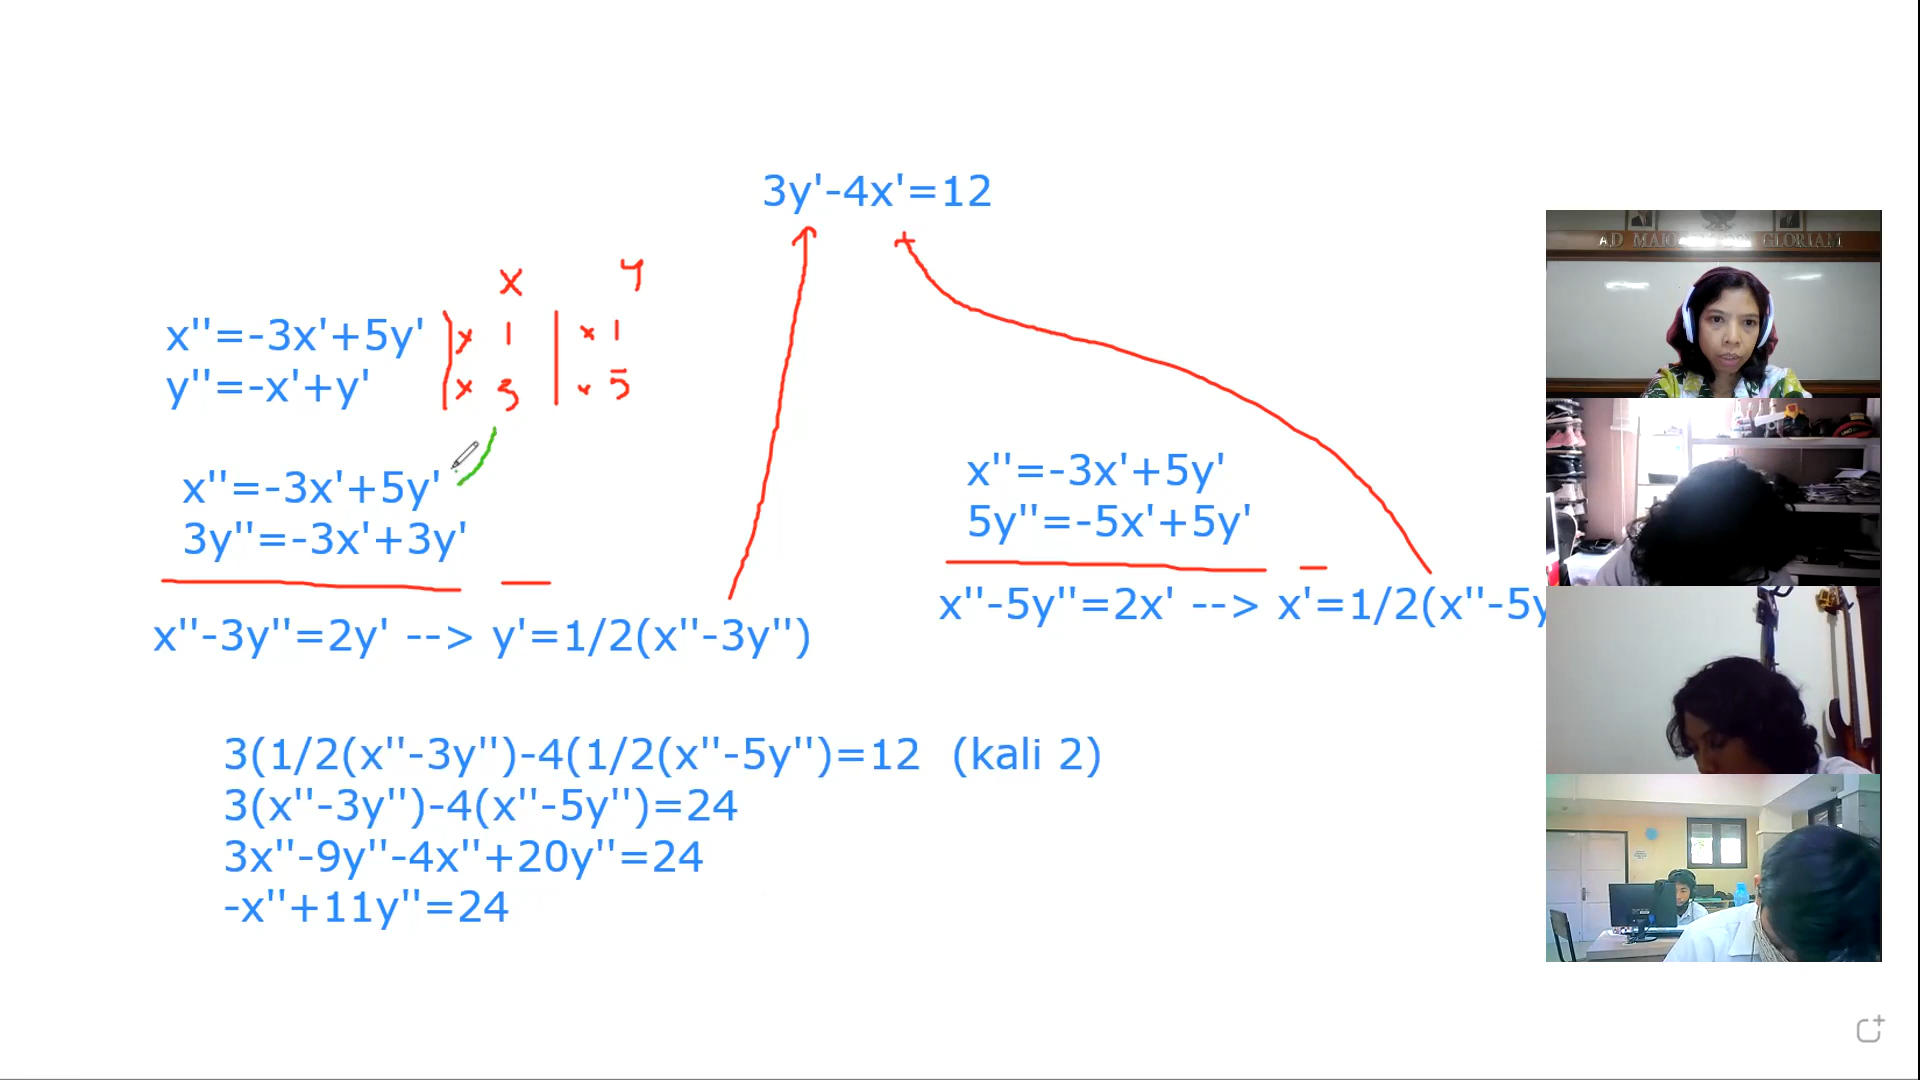 3y'-4x'=12
x y
x''=-3x'+5y' x 1 x 1
y''=-x'+y' x 3 x 5
x''=-3x'+5y'
3y''=-3x'+3y'
x''-3y''=2y' --> y'=1/2(x''-3y'')
x''=-3x'+5y'
5y''=-5x'+5y'
x''-5y''=2x' --> x'=1/2(x''-5y
3(1/2(x''-3y'')-4(1/2(x''-5y'')=12 (kali 2)
3(x''-3y'')-4(x''-5y'')=24
3x''-9y''-4x''+20y''=24
-x''+11y''=24
AD GLORIAM